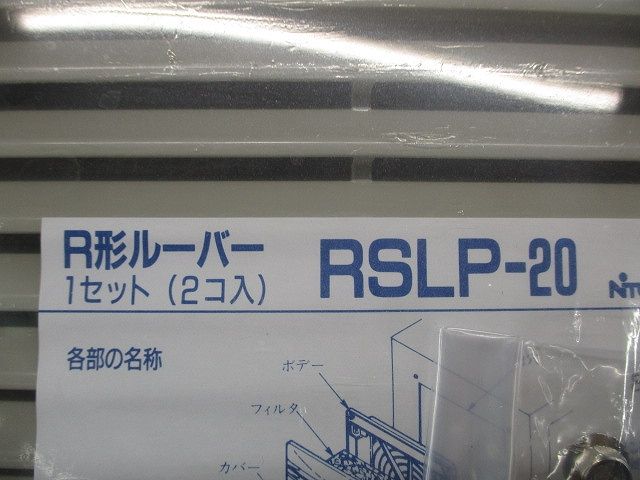 R形ルーバー
1セット（2コ入）
RSLP-20
各部の名称
ボデー
フィルタ
カバー